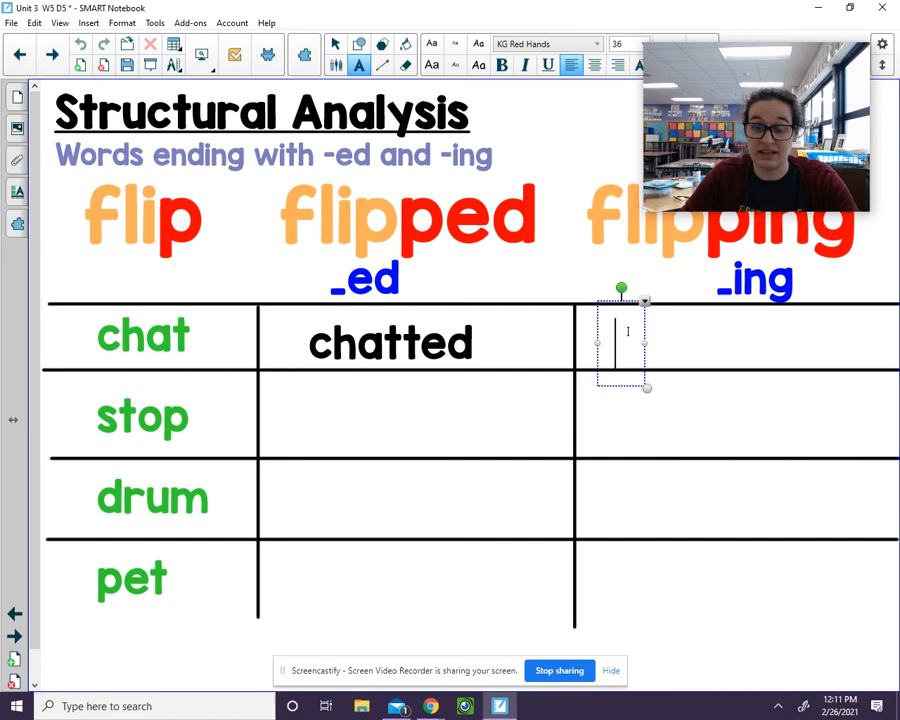 Unit 3 W5 D5 * - SMART Notebook
File Edit View Insert Format Tools Add-ons Account Help
KG Red Hands 36
Structural Analysis
Words ending with -ed and -ing
flip flipped flipping
_ed _ing
chat chatted
stop
drum
pet
Screencastify - Screen Video Recorder is sharing your screen. Stop sharing Hide
Type here to search
12:11 PM
2/26/2021